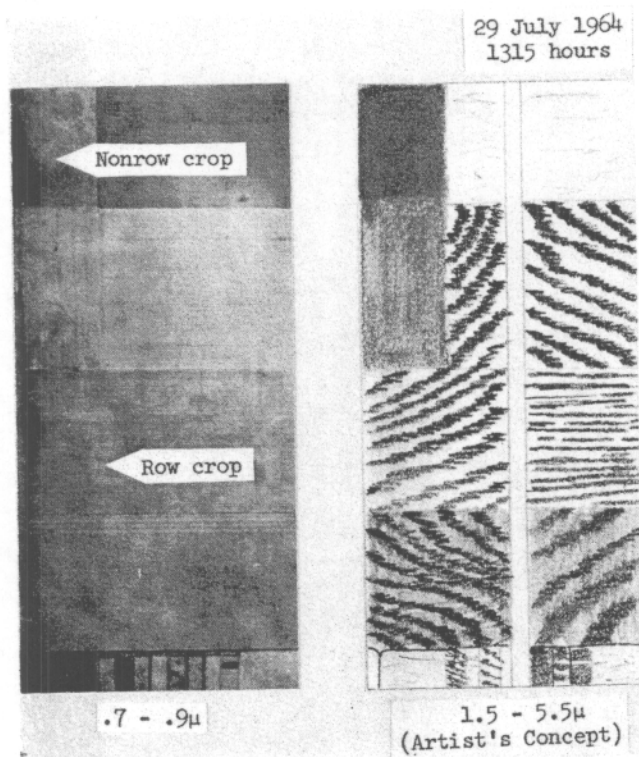 29 July 1964
1315 hours
Nonrow crop
Row crop
.7 - .9μ
1.5 - 5.5μ
(Artist's Concept)